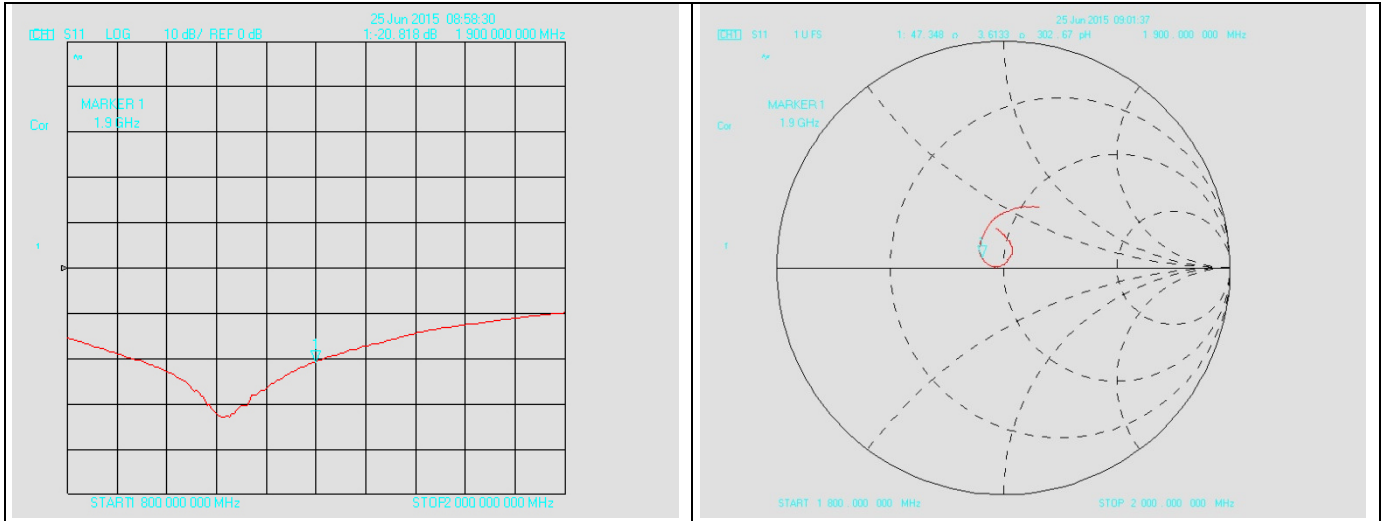 25 Jun 2015 08:58:30
CH1 S11 LOG 10 dB/ REF 0 dB 1:-20.818 dB 1 900.000 000 MHz
MARKER 1
1.9 GHz
Cor
1
1
START1 800.000 000 MHz STOP2 000.000 000 MHz
25 Jun 2015 09:01:37
CH1 S11 1 U FS 1: 47.348 Ω 3.6133 Ω 302.67 pH 1 900.000 000 MHz
MARKER 1
1.9 GHz
Cor
1
1
START 1 800.000 000 MHz STOP 2 000.000 000 MHz